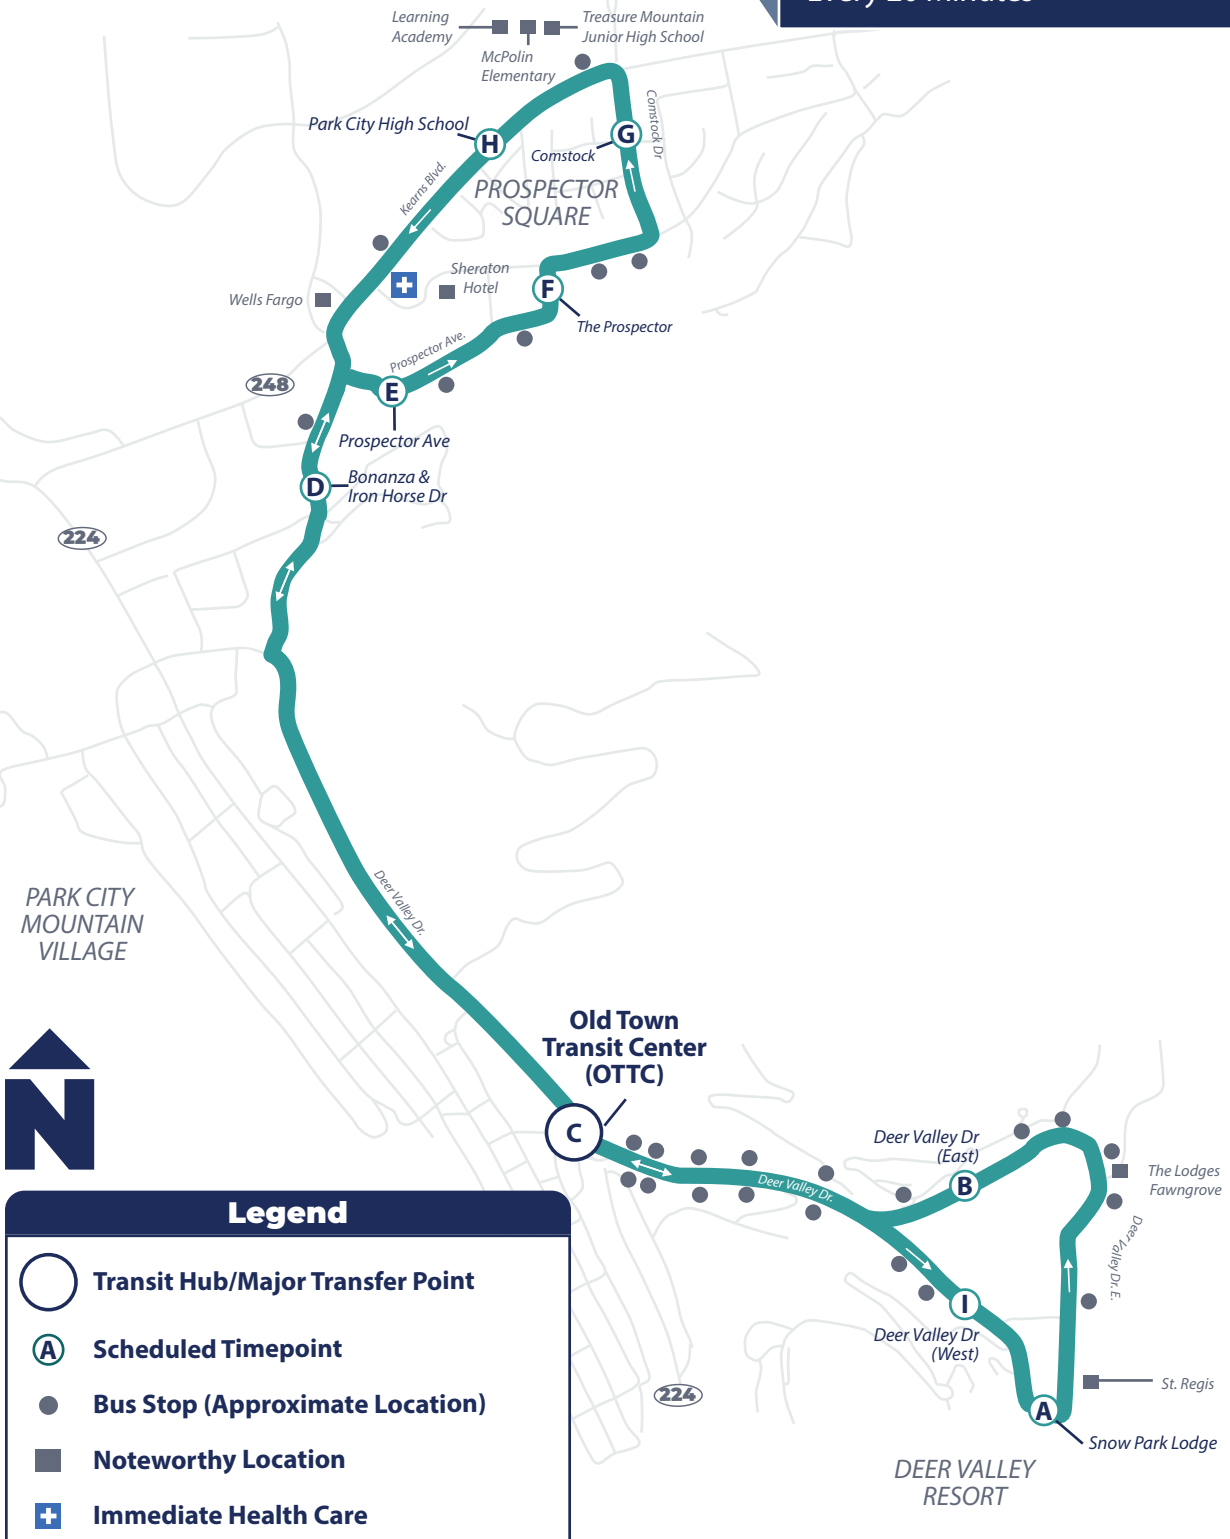 Every 20 minutes
Learning
Academy
Treasure Mountain
Junior High School
McPolin
Elementary
Comstock Dr
Park City High School
H
G
Comstock
Kearns Blvd.
PROSPECTOR
SQUARE
Sheraton
Hotel
Wells Fargo
F
The Prospector
Prospector Ave.
248
E
Prospector Ave
D
Bonanza &
Iron Horse Dr
224
Deer Valley Dr.
PARK CITY
MOUNTAIN
VILLAGE
N
Old Town
Transit Center
(OTTC)
C
Deer Valley Dr
(East)
B
The Lodges
Fawngrove
Deer Valley Dr.
Deer Valley Dr. E.
I
Deer Valley Dr
(West)
St. Regis
224
A
Snow Park Lodge
DEER VALLEY
RESORT
Legend
Transit Hub/Major Transfer Point
A
Scheduled Timepoint
Bus Stop (Approximate Location)
Noteworthy Location
Immediate Health Care